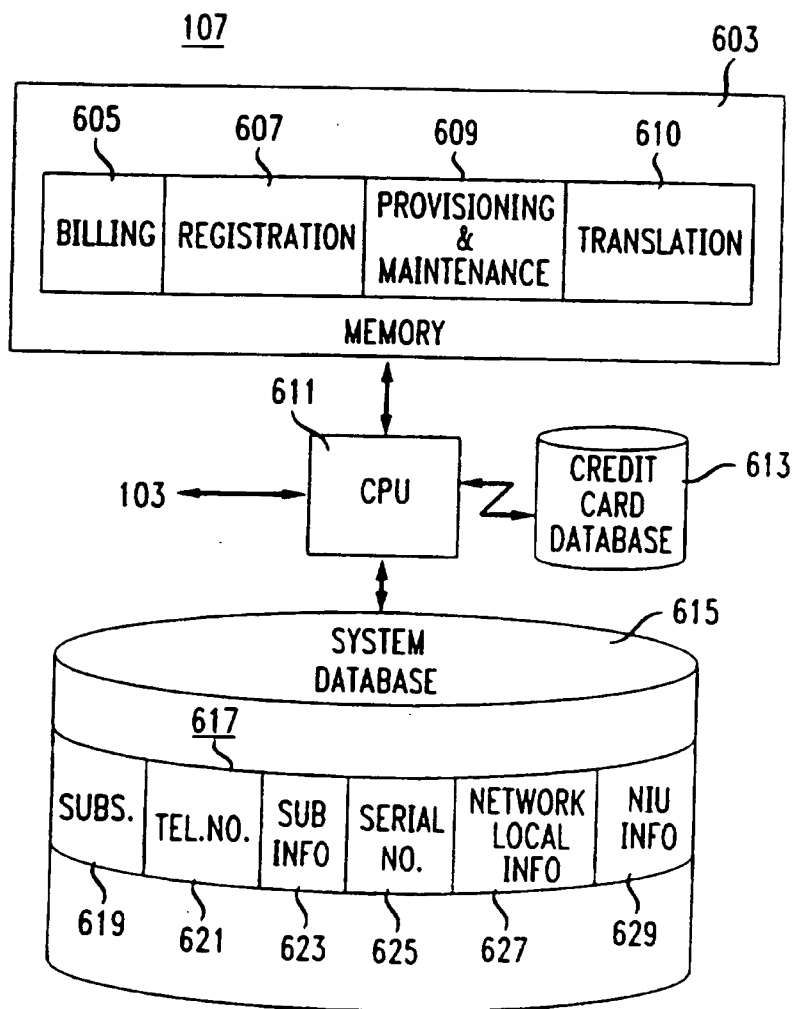 107
603
605 607 609 610
BILLING
REGISTRATION
PROVISIONING
&
MAINTENANCE
TRANSLATION
MEMORY
611
CPU
103
CREDIT
CARD
DATABASE
613
615
SYSTEM
DATABASE
617
SUBS.
TEL.NO.
SUB
INFO
SERIAL
NO.
NETWORK
LOCAL
INFO
NIU
INFO
619 621 623 625 627 629